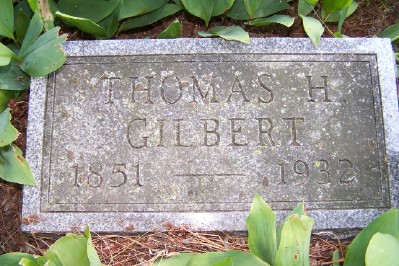 THOMAS H.
GILBERT
1851 — 1932